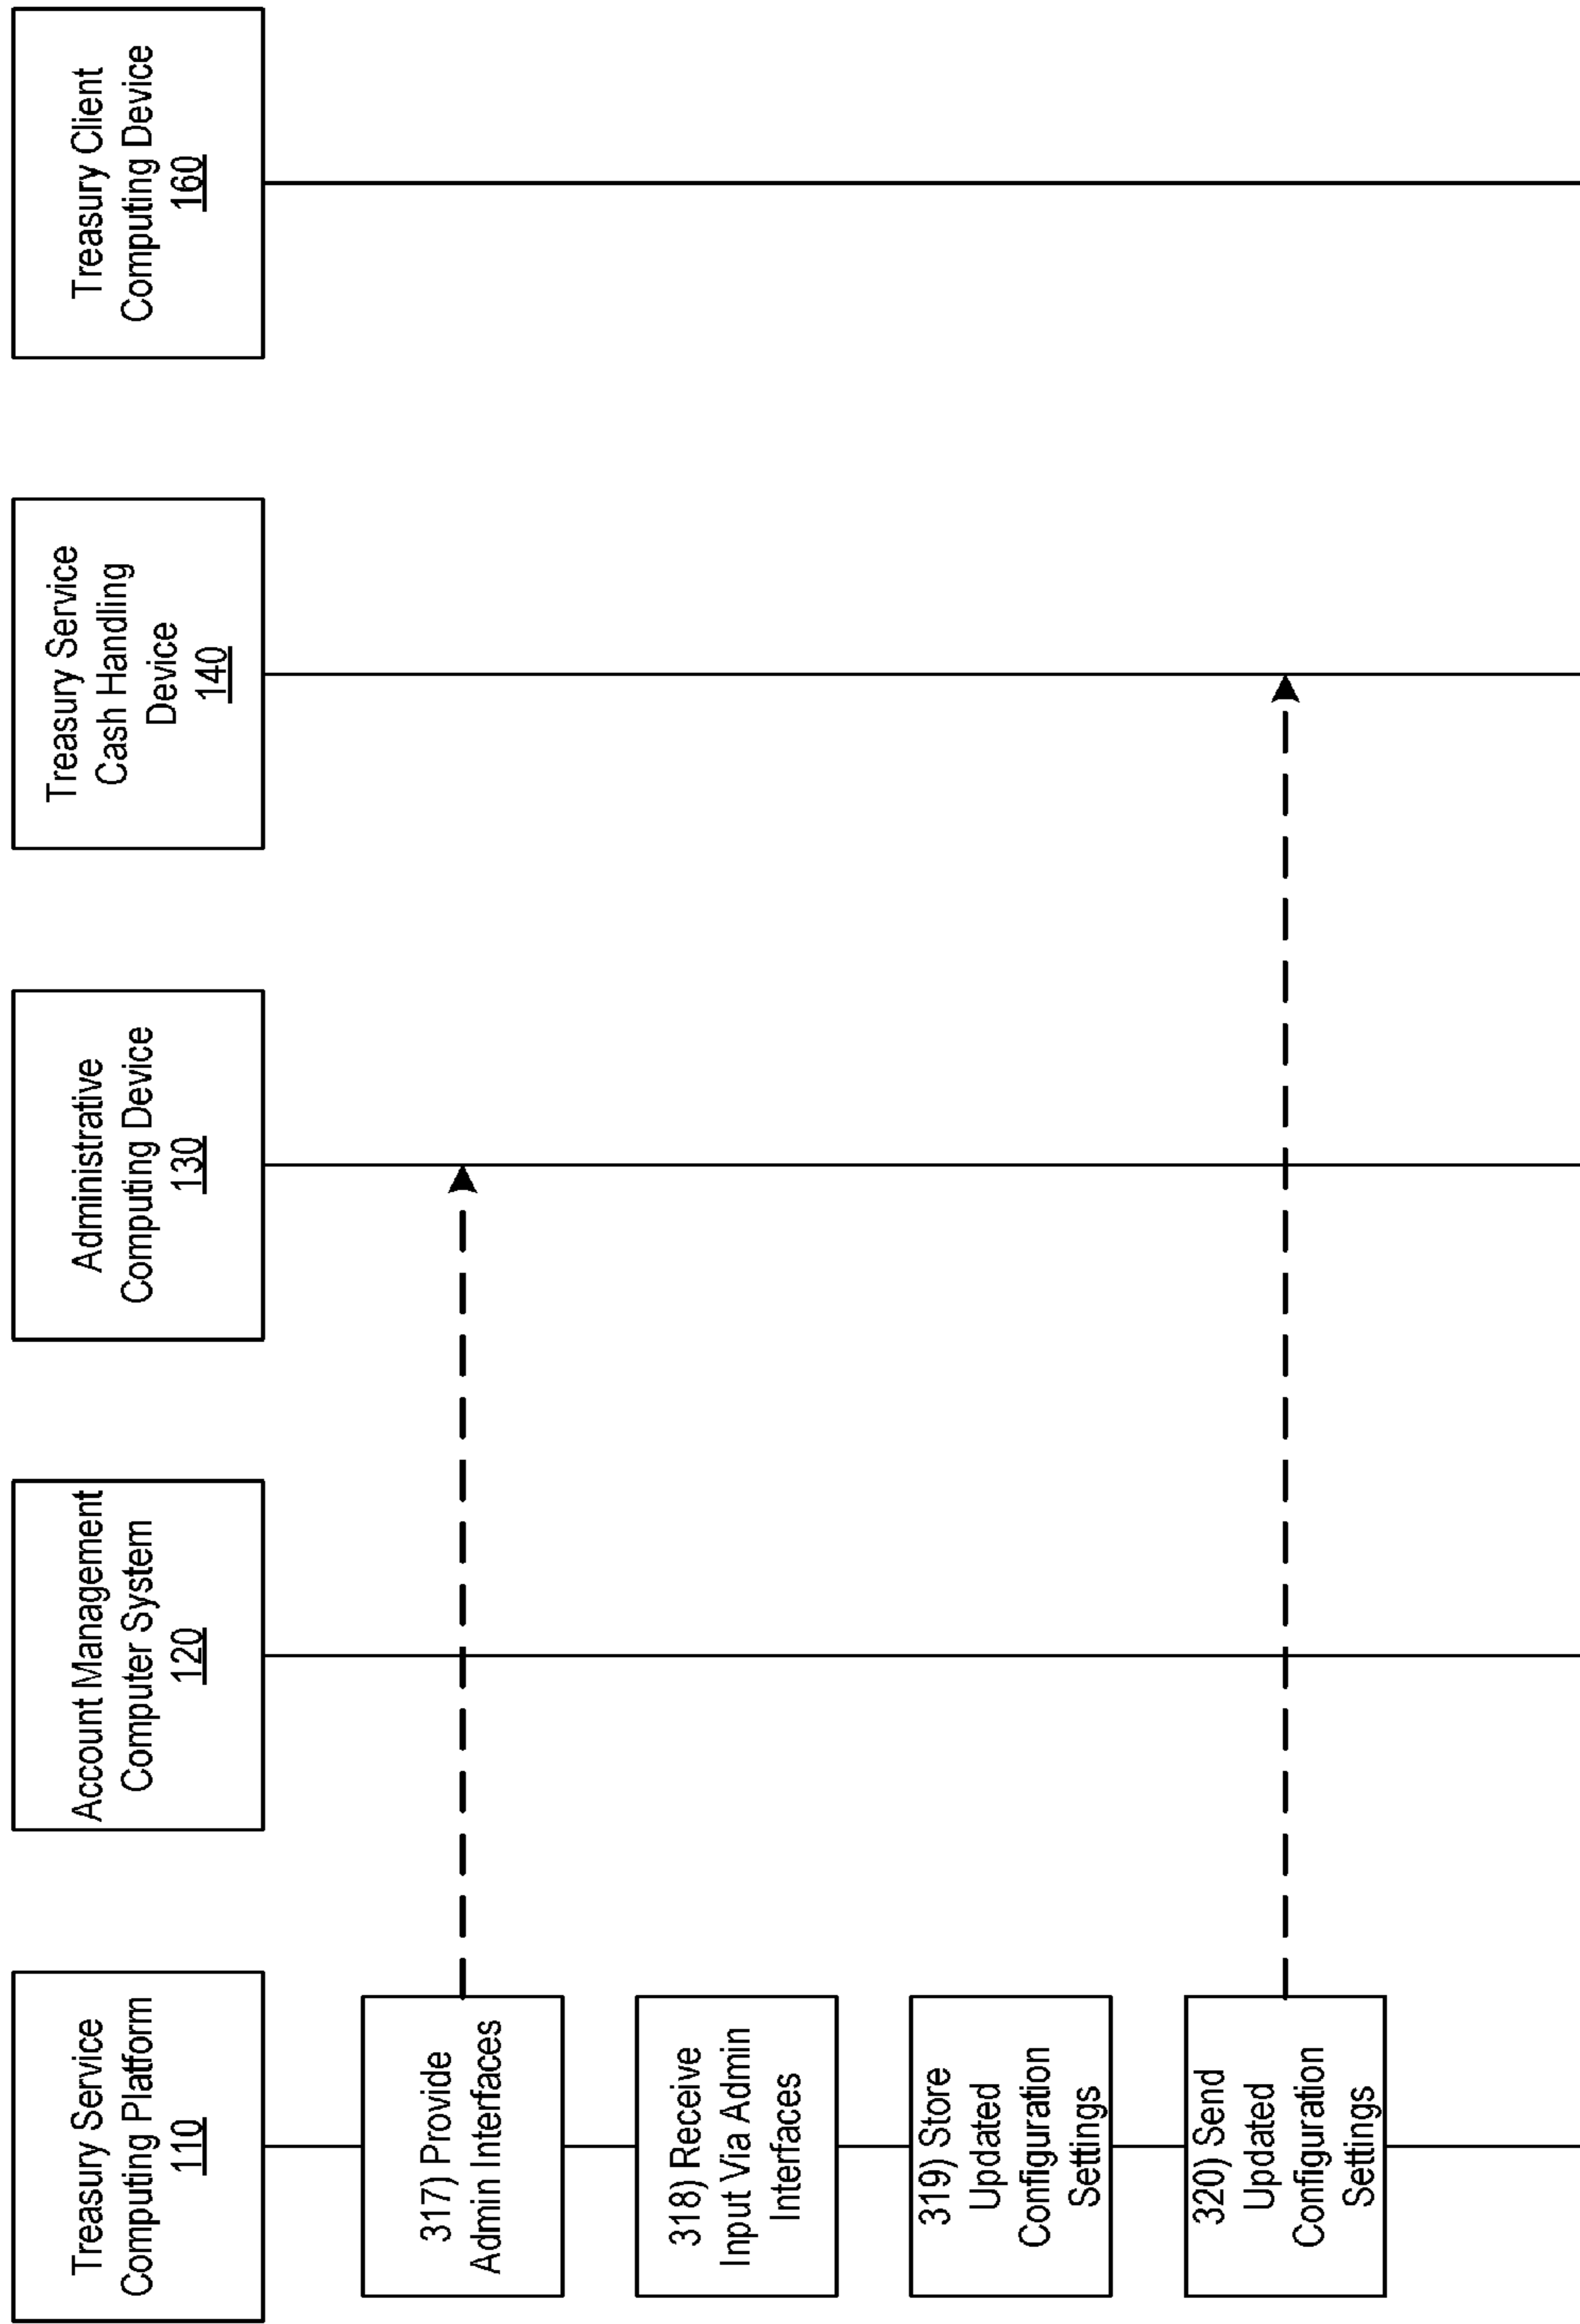 Treasury Service
Computing Platform
110
Account Management
Computer System
120
Administrative
Computing Device
130
Treasury Service
Cash Handling
Device
140
Treasury Client
Computing Device
160
317) Provide
Admin Interfaces
318) Receive
Input Via Admin
Interfaces
319) Store
Updated
Configuration
Settings
320) Send
Updated
Configuration
Settings